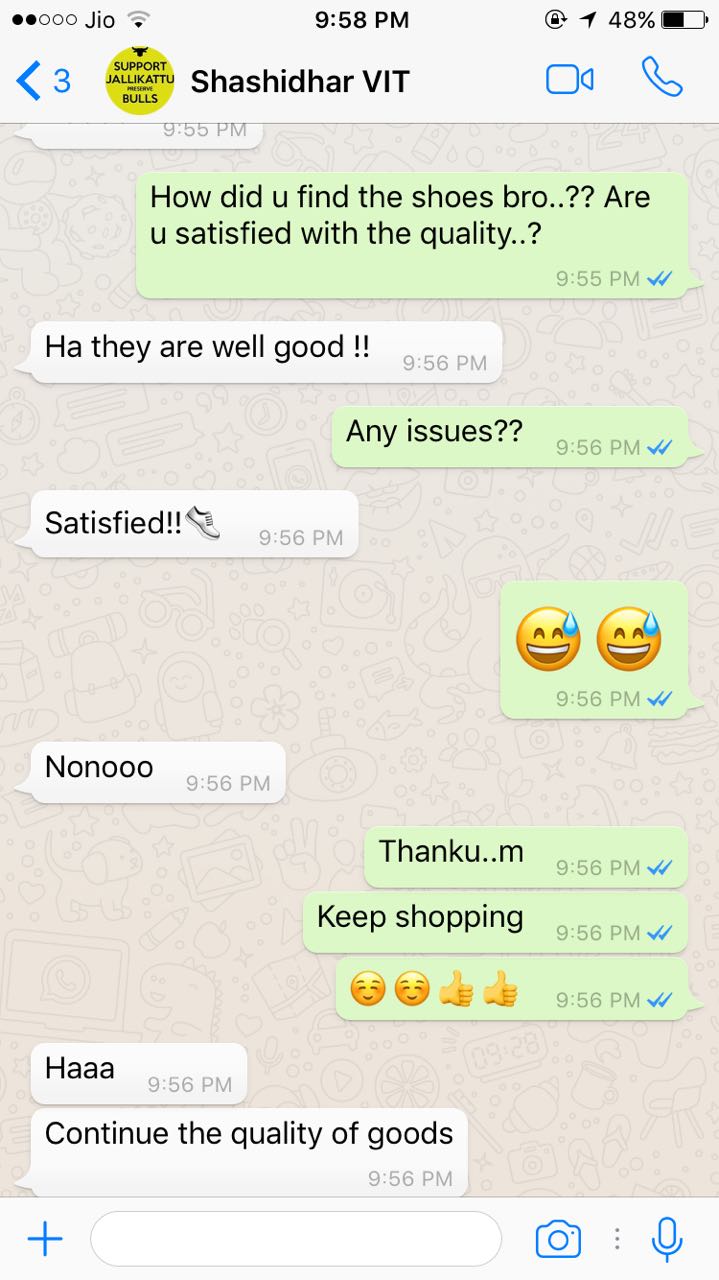 Jio 9:58 PM 48%
3 SUPPORT JALLIKATTU PRESERVE BULLS Shashidhar VIT
9:55 PM
How did u find the shoes bro..?? Are
u satisfied with the quality..?
9:55 PM
Ha they are well good !! 9:56 PM
Any issues?? 9:56 PM
Satisfied!!👟 9:56 PM
😅 😅
9:56 PM
Nonooo 9:56 PM
Thanku..m 9:56 PM
Keep shopping 9:56 PM
☺️ ☺️ 👍 👍 9:56 PM
Haaa 9:56 PM
Continue the quality of goods
9:56 PM